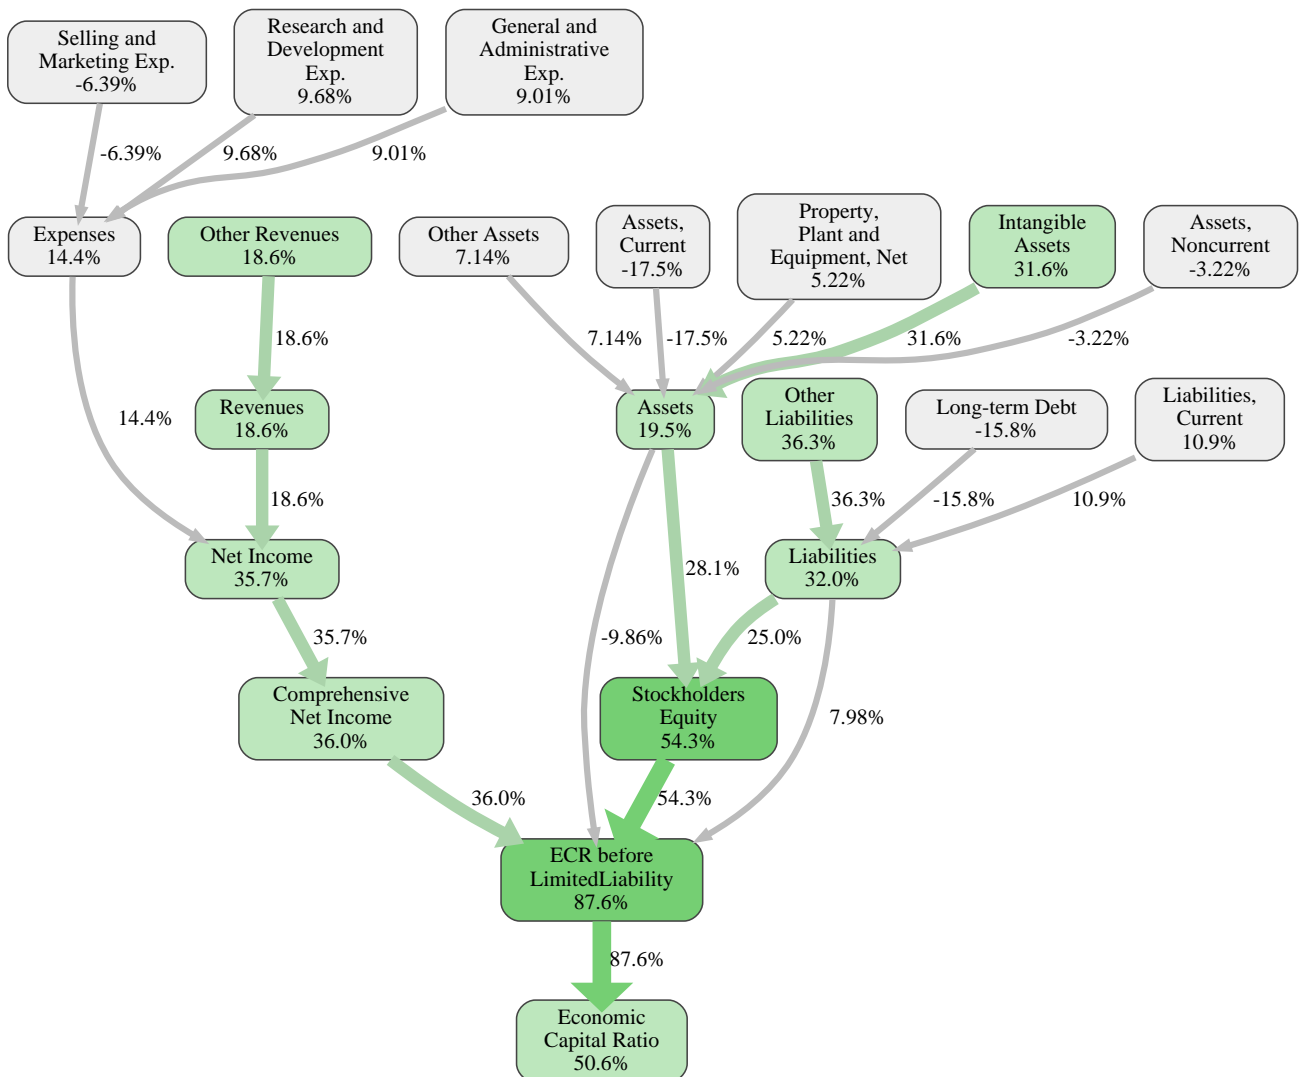 Selling and
Marketing Exp.
-6.39%
Research and
Development
Exp.
9.68%
General and
Administrative
Exp.
9.01%
-6.39%
9.68%
9.01%
Expenses
14.4%
Other Revenues
18.6%
Other Assets
7.14%
Assets,
Current
-17.5%
Property,
Plant and
Equipment, Net
5.22%
Intangible
Assets
31.6%
Assets,
Noncurrent
-3.22%
18.6%
7.14%
-17.5%
5.22%
31.6%
-3.22%
14.4%
Revenues
18.6%
Assets
19.5%
Other
Liabilities
36.3%
Long-term Debt
-15.8%
Liabilities,
Current
10.9%
18.6%
36.3%
-15.8%
10.9%
Net Income
35.7%
28.1%
Liabilities
32.0%
35.7%
-9.86%
25.0%
Comprehensive
Net Income
36.0%
Stockholders
Equity
54.3%
7.98%
36.0%
54.3%
ECR before
LimitedLiability
87.6%
87.6%
Economic
Capital Ratio
50.6%